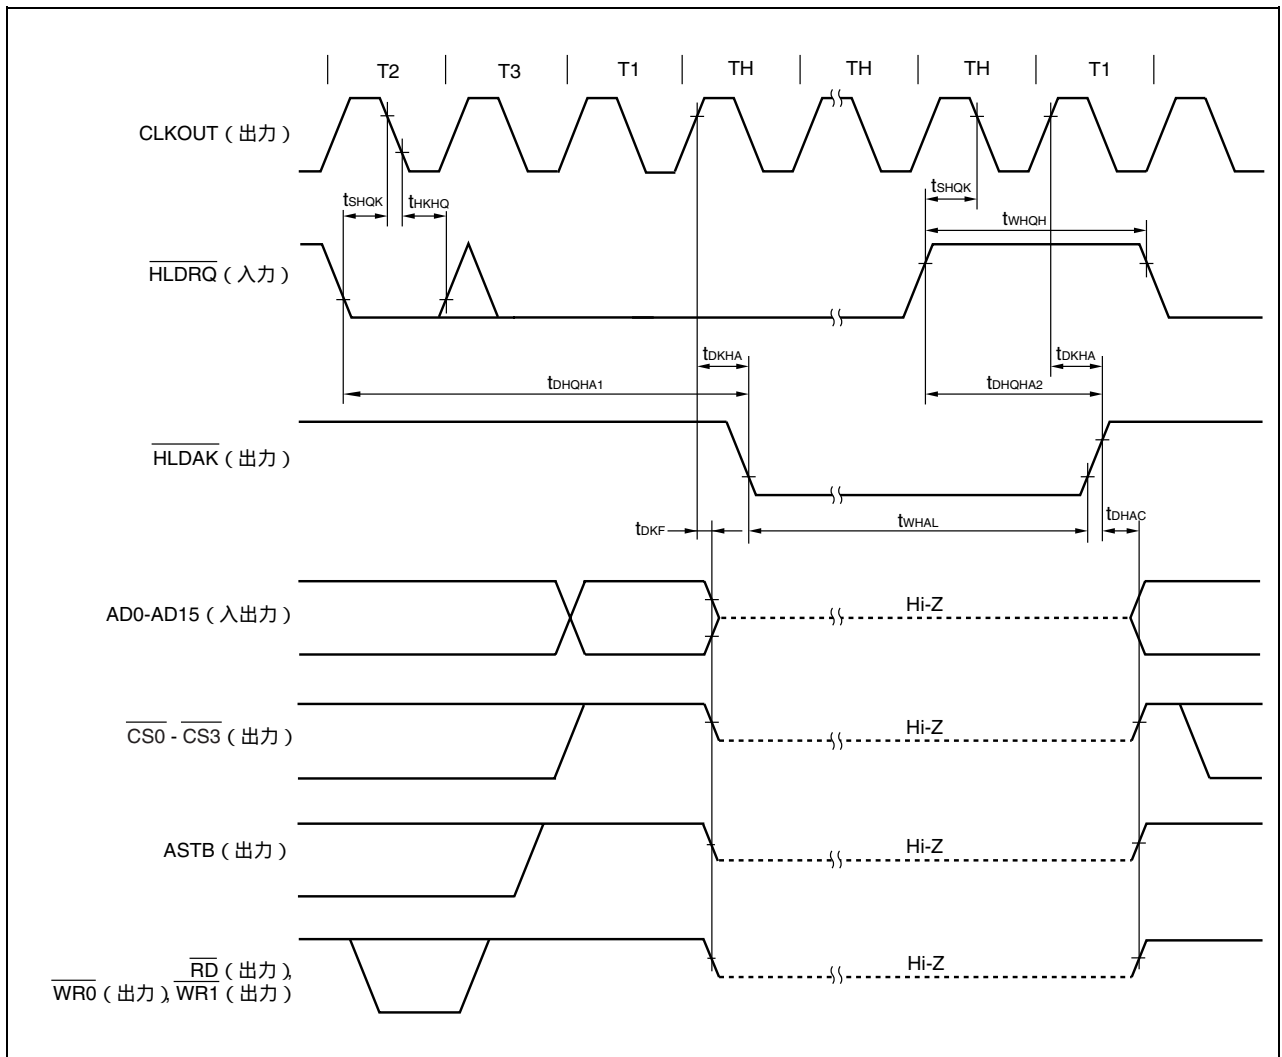 T2 T3 T1 TH TH TH T1
CLKOUT（出力）
tSHQK tHKHQ tSHQK
tWHQH
HLDRQ（入力）
tDKHA tDKHA
tDHQHA1 tDHQHA2
HLDAK（出力）
tDKF tWHAL tDHAC
Hi-Z
AD0-AD15（入出力）
Hi-Z
CS0 - CS3（出力）
Hi-Z
ASTB（出力）
Hi-Z
RD（出力）,
WR0（出力）, WR1（出力）